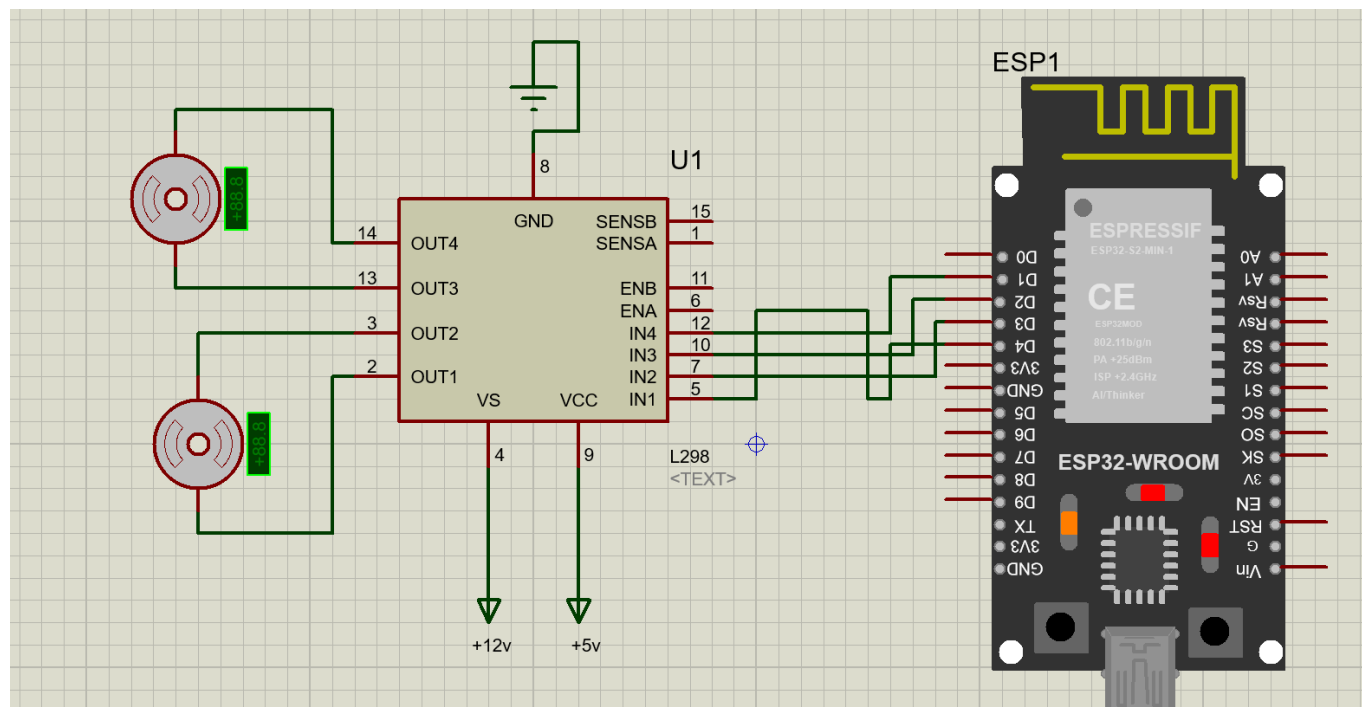 ESP1
U1
8
GND
14
OUT4
13
OUT3
3
OUT2
2
OUT1
SENSB
15
SENSA
1
ENB
11
ENA
6
IN4
12
IN3
10
IN2
7
IN1
5
VS
VCC
4
9
+12v
+5v
L298
<TEXT>
+88.8
+88.8
ESPRESSIF
ESP32-S2-MIN-1
CE
ESP32MOD
802.11b/g/n
PA +25dBm
ISP +2.4GHz
AI/Thinker
ESP32-WROOM
D0
D1
D2
D3
D4
3V3
GND
D5
D6
D7
D8
D9
TX
3V3
GND
A0
A1
Rsv
Rsv
S3
S2
S1
SC
SO
SK
3V
EN
RST
G
Vin